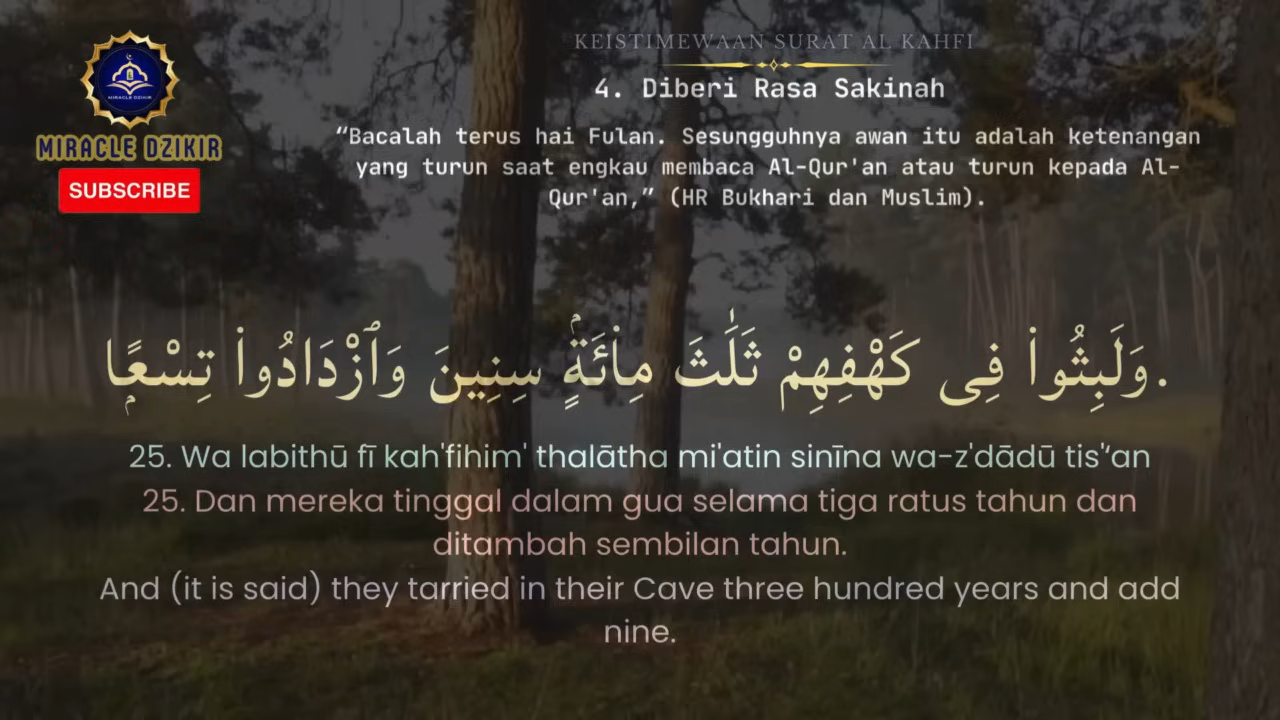 KEISTIMEWAAN SURAT AL KAHFI
4. Diberi Rasa Sakinah
“Bacalah terus hai Fulan. Sesungguhnya awan itu adalah ketenangan
yang turun saat engkau membaca Al-Qur'an atau turun kepada Al-
Qur'an,” (HR Bukhari dan Muslim).
MIRACLE DZIKIR
MIRACLE DZIKIR
SUBSCRIBE
وَلَبِثُوا۟ فِى كَهْفِهِمْ ثَلَٰثَ مِا۟ئَةٍۢ سِنِينَ وَٱزْدَادُوا۟ تِسْعًۭا.
25. Wa labithū fī kah'fihim' thalātha mi'atin sinīna wa-z'dādū tis'ʿan
25. Dan mereka tinggal dalam gua selama tiga ratus tahun dan
ditambah sembilan tahun.
And (it is said) they tarried in their Cave three hundred years and add
nine.